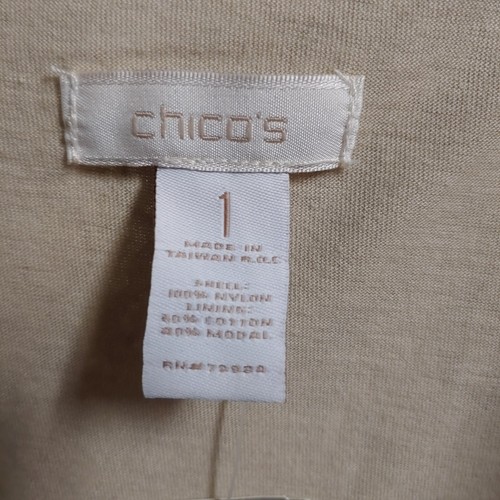 chico's
1
MADE IN
TAIWAN R.O.C
SHELL:
100% NYLON
LINING:
60% COTTON
40% MODAL